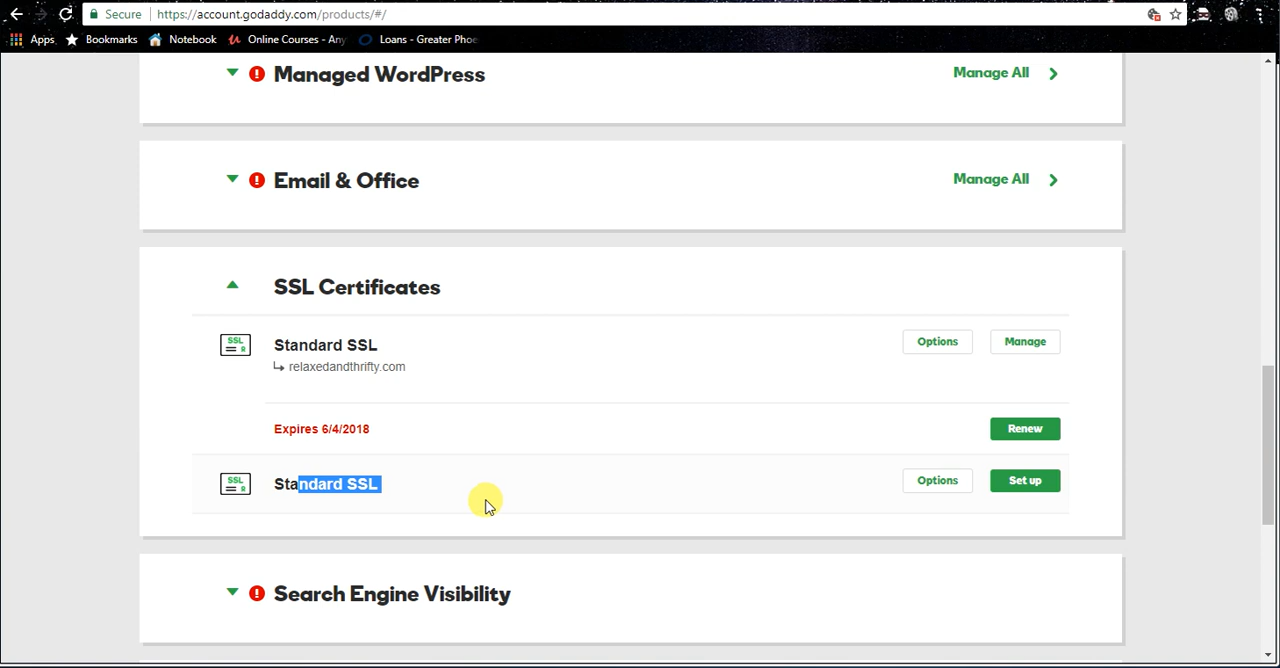 Secure | https://account.godaddy.com/products/#/
Apps Bookmarks Notebook Online Courses - Any Loans - Greater Phoe
Managed WordPress Manage All
Email & Office Manage All
SSL Certificates
SSL Standard SSL Options Manage
relaxedandthrifty.com
Expires 6/4/2018 Renew
SSL Standard SSL Options Set up
Search Engine Visibility